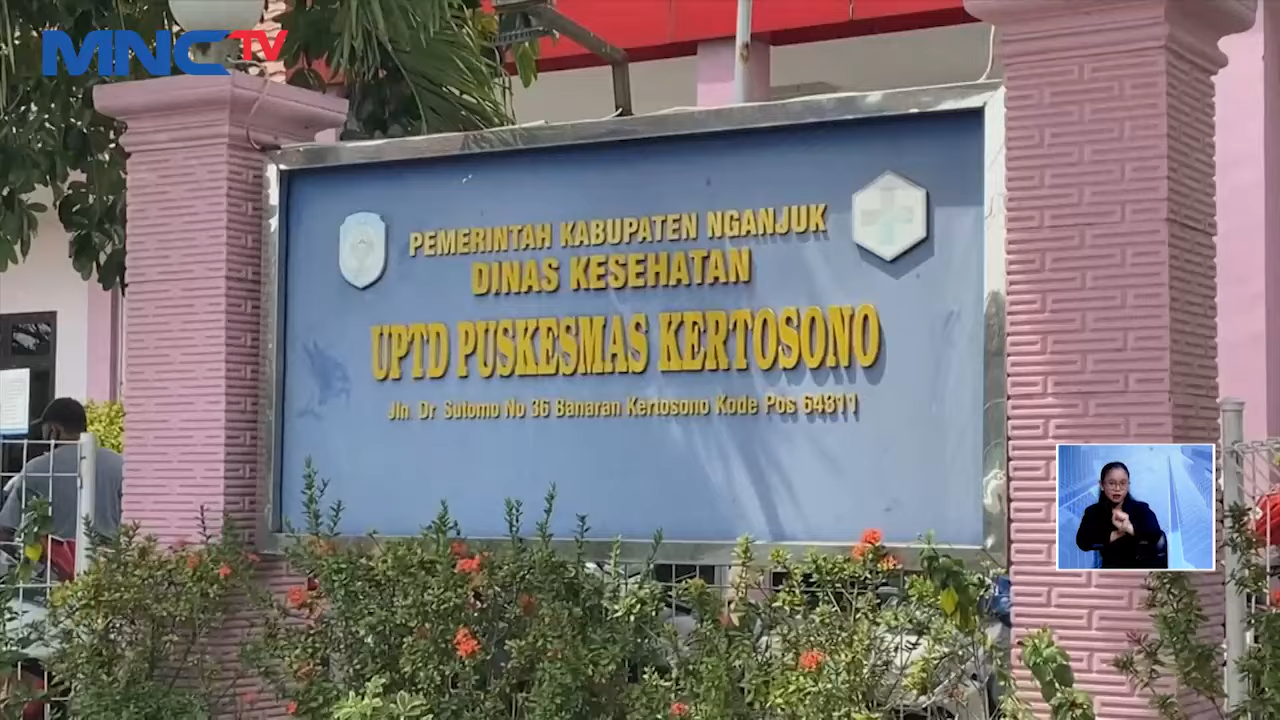 MNCTV
PEMERINTAH KABUPATEN NGANJUK
DINAS KESEHATAN
UPTD PUSKESMAS KERTOSONO
Jln. Dr Sutomo No 36 Banaran Kertosono Kode Pos 64311